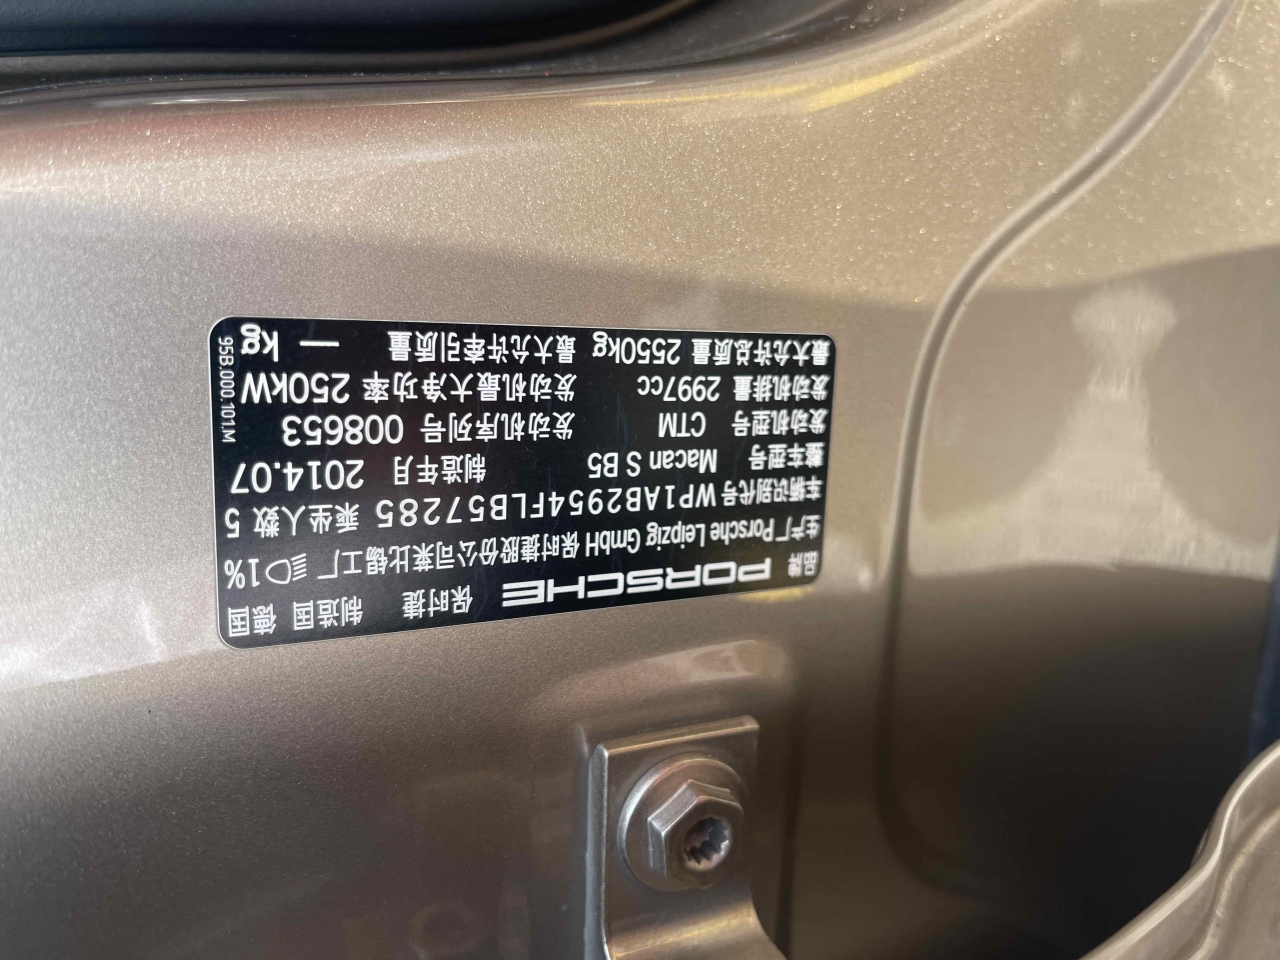 品牌 PORSCHE 保时捷 制造国 德国
生产厂 Porsche Leipzig GmbH 保时捷股份公司莱比锡工厂 1%
车辆识别代号 WP1AB2954FLB57285 乘坐人数 5
整车型号 Macan S B5 制造年月 2014.07
发动机型号 CTM 发动机序列号 008653
发动机排量 2997cc 发动机最大净功率 250kW
最大允许总质量 2550kg 最大允许牵引质量 — kg
95B.000.101.M